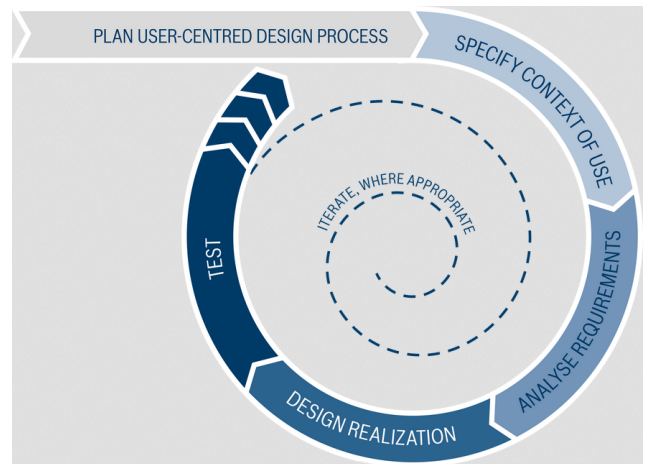 PLAN USER-CENTRED DESIGN PROCESS
SPECIFY CONTEXT OF USE
ANALYSE REQUIREMENTS
DESIGN REALIZATION
TEST
ITERATE, WHERE APPROPRIATE